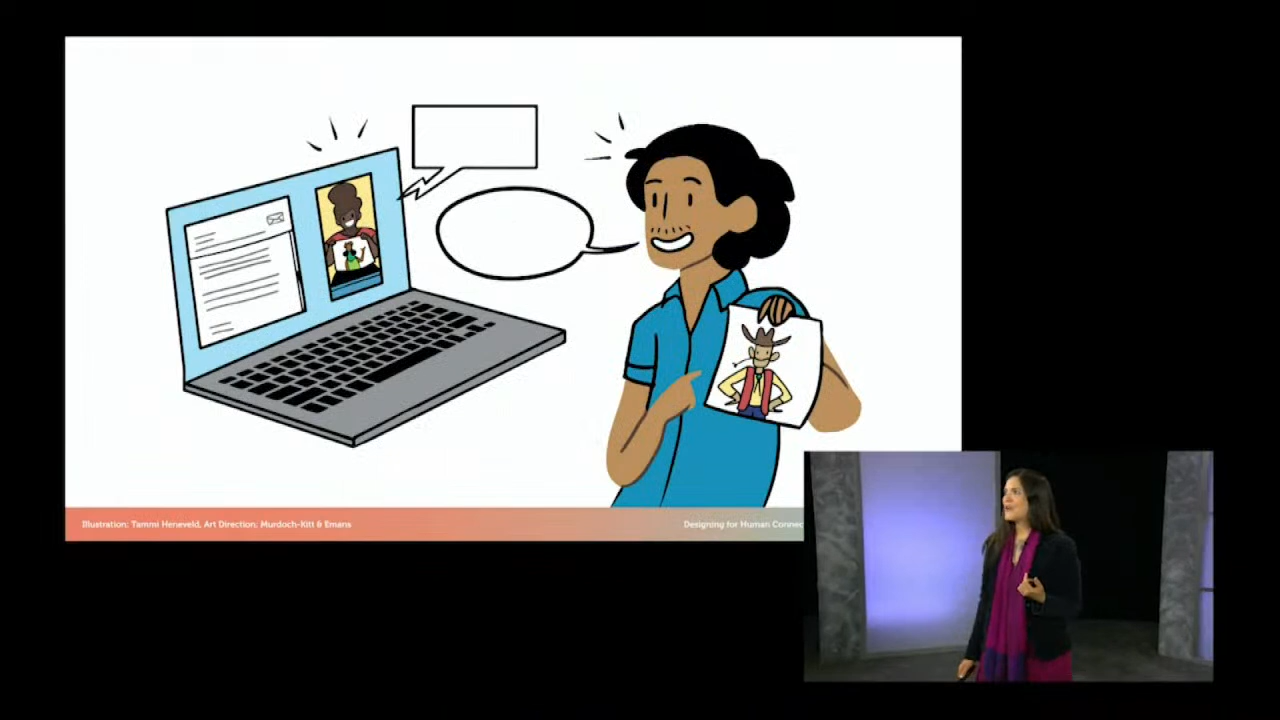 Illustration: Tammi Heneveld, Art Direction: Murdoch-Kitt & Emans
Designing for Human Connec